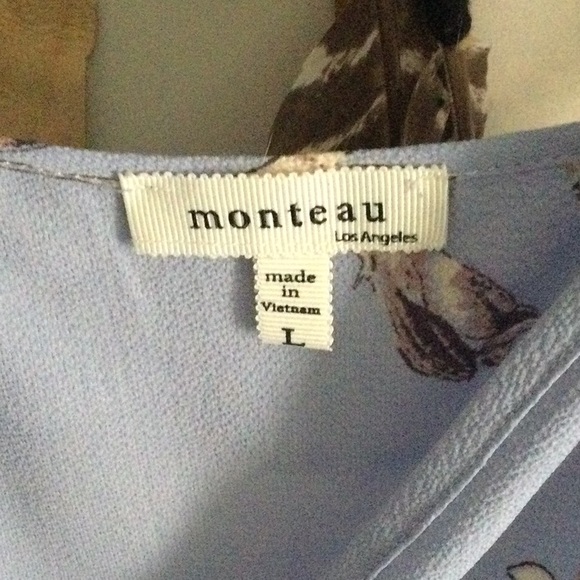 monteau
Los Angeles
made
in
Vietnam
L